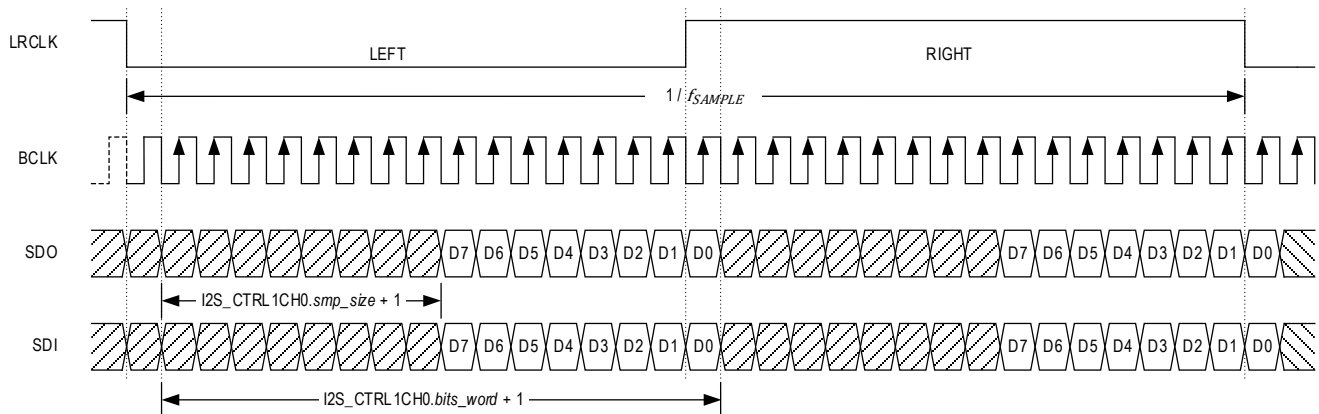 LRCLK
LEFT
RIGHT
1 / fSAMPLE
BCLK
SDO D7 D6 D5 D4 D3 D2 D1 D0 D7 D6 D5 D4 D3 D2 D1 D0
I2S_CTRL1CH0.smp_size + 1
SDI D7 D6 D5 D4 D3 D2 D1 D0 D7 D6 D5 D4 D3 D2 D1 D0
I2S_CTRL1CH0.bits_word + 1